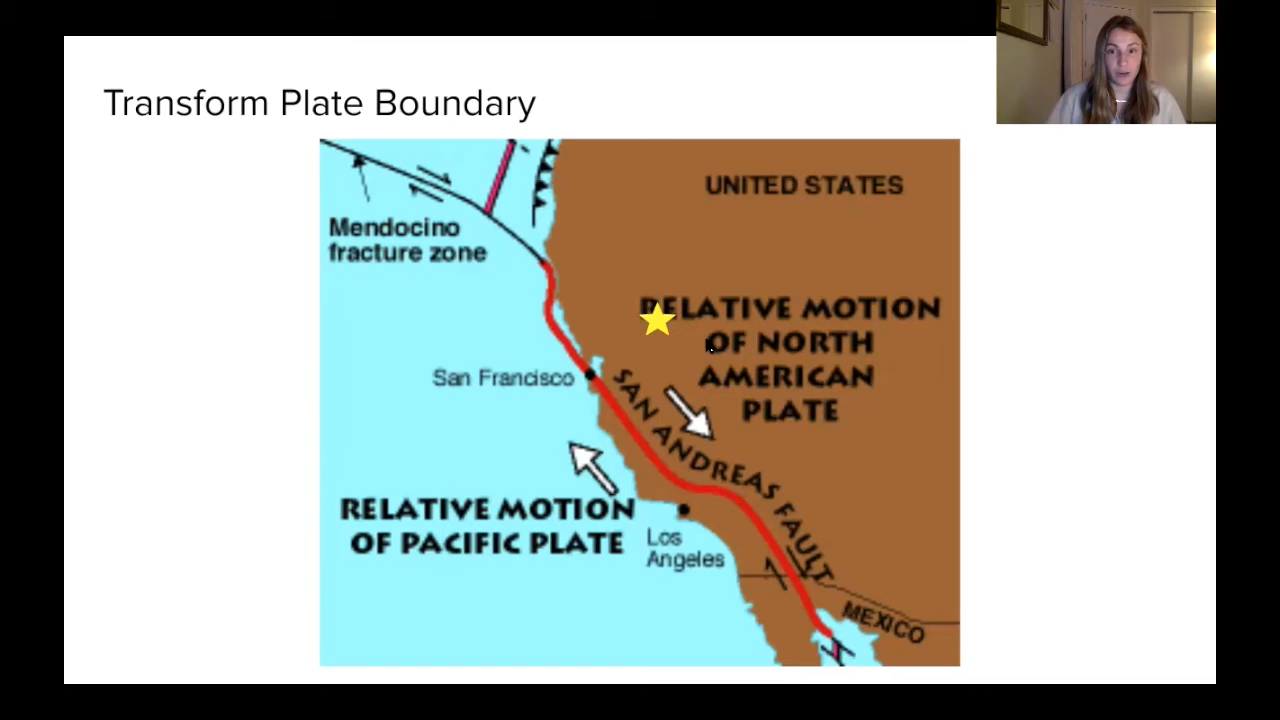 Transform Plate Boundary
UNITED STATES
Mendocino
fracture zone
RELATIVE MOTION
OF NORTH
AMERICAN
PLATE
San Francisco
SAN ANDREAS FAULT
RELATIVE MOTION
OF PACIFIC PLATE
Los
Angeles
MEXICO